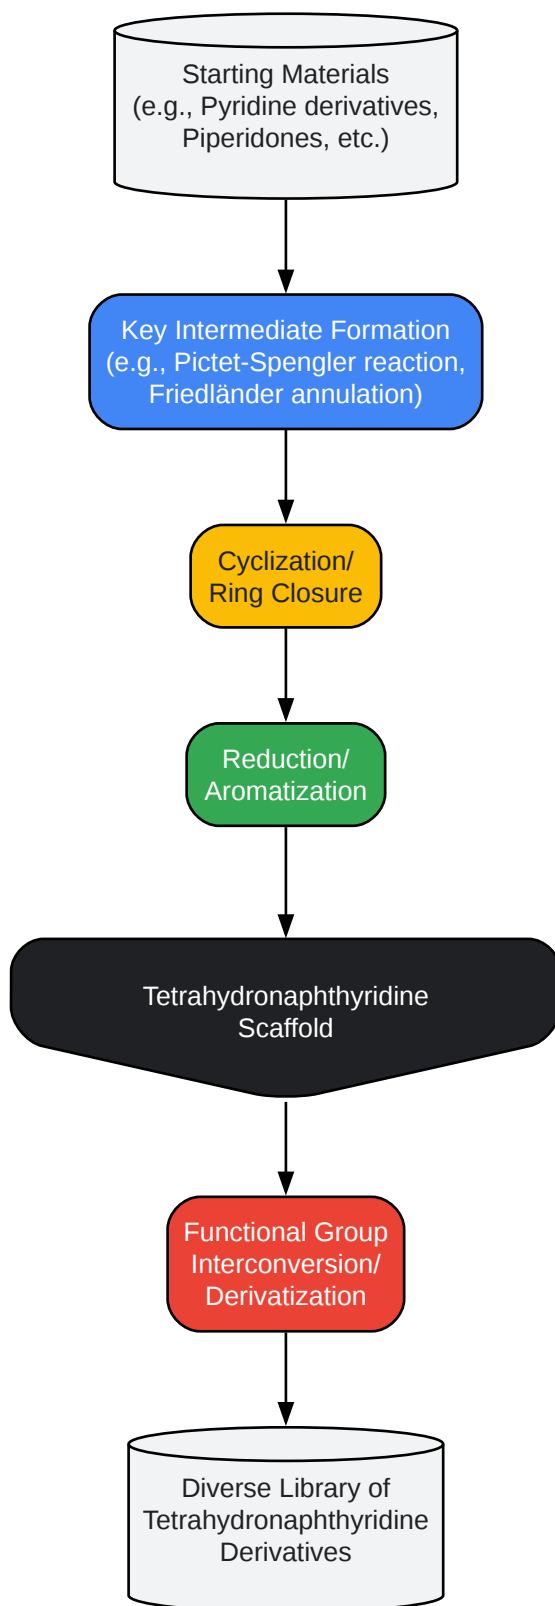 Starting Materials
(e.g., Pyridine derivatives,
Piperidones, etc.)
Key Intermediate Formation
(e.g., Pictet-Spengler reaction,
Friedländer annulation)
Cyclization/
Ring Closure
Reduction/
Aromatization
Tetrahydronaphthyridine
Scaffold
Functional Group
Interconversion/
Derivatization
Diverse Library of
Tetrahydronaphthyridine
Derivatives